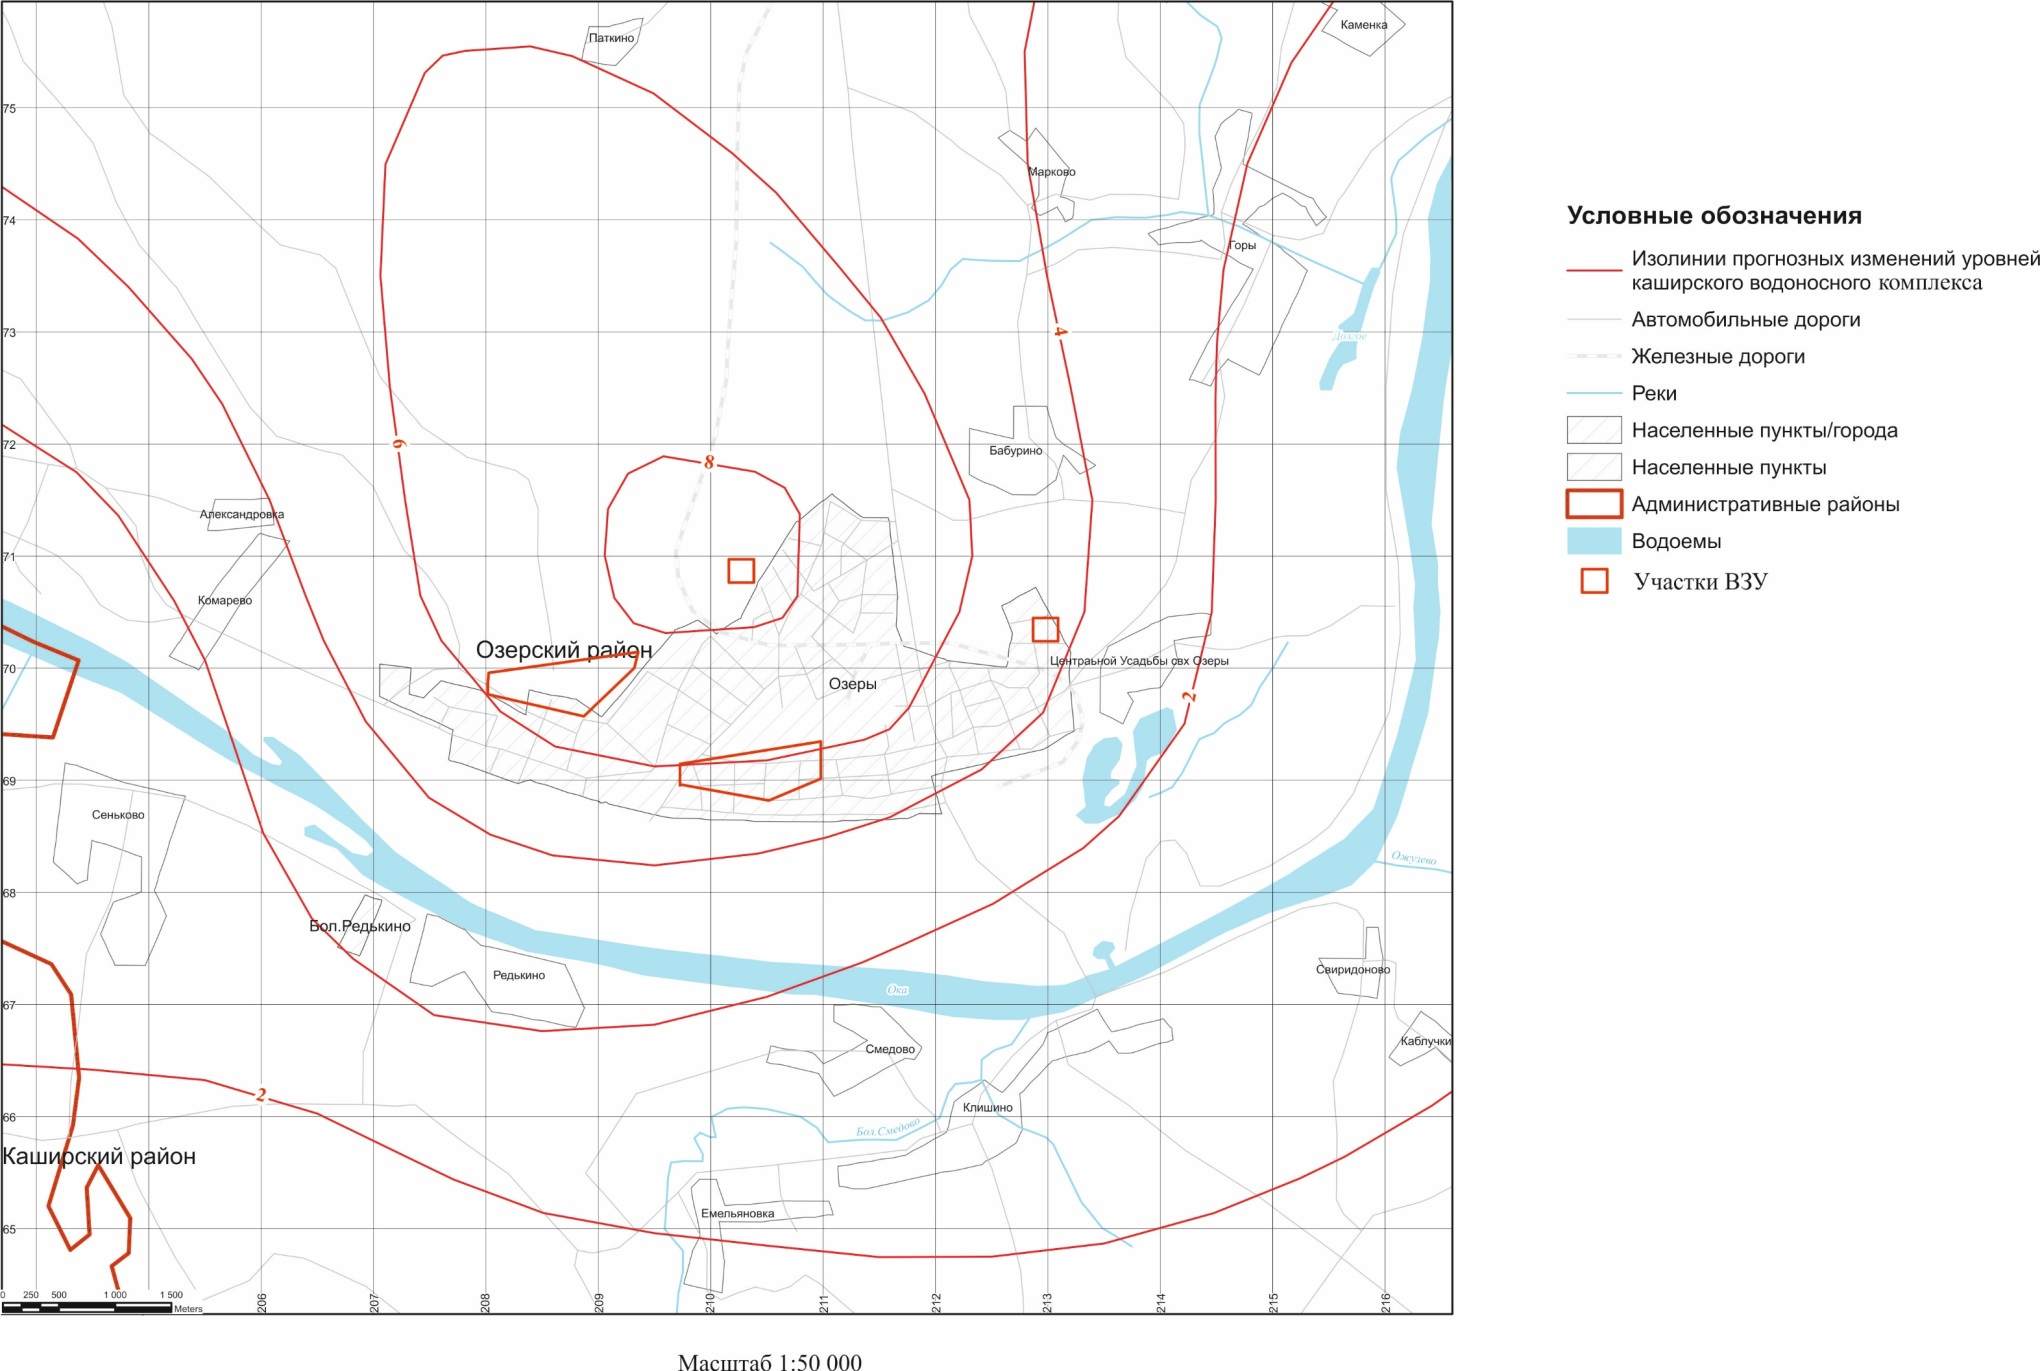 Паткино
Каменка
75
Марково
74
Горы
73
4
Долгое
72
6
8
Бабурино
Александровка
71
Комарево
Озерский район
70
Центральной Усадьбы свх Озеры
Озеры
2
69
Сеньково
Ожулево
68
Бол.Редькино
Редькино
Свиридоново
67
Ока
Смедово
Каблучки
2
66
Клишино
Бол.Смедово
Каширский район
65
Емельяновка
0 250 500 1 000 1 500
Meters
206 207 208 209 210 211 212 213 214 215 216
Масштаб 1:50 000
Условные обозначения
Изолинии прогнозных изменений уровней
каширского водоносного комплекса
Автомобильные дороги
Железные дороги
Реки
Населенные пункты/города
Населенные пункты
Административные районы
Водоемы
Участки ВЗУ